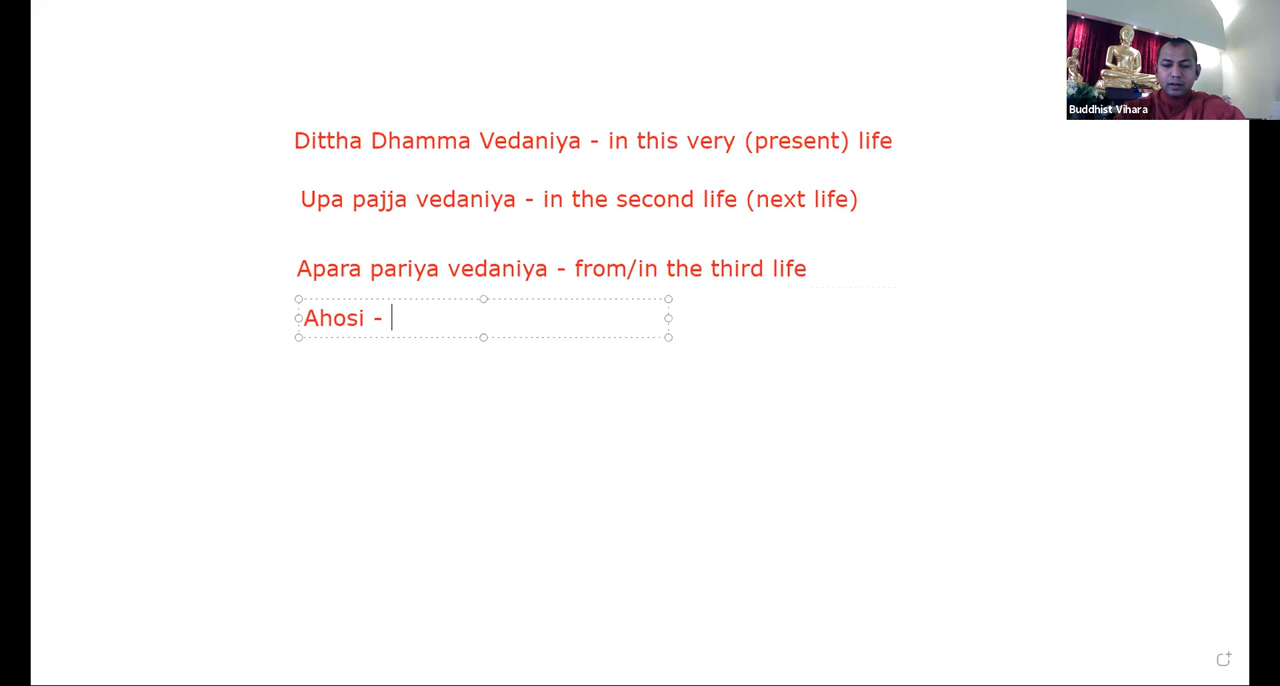 Buddhist Vihara
Dittha Dhamma Vedaniya - in this very (present) life
Upa pajja vedaniya - in the second life (next life)
Apara pariya vedaniya - from/in the third life
Ahosi -